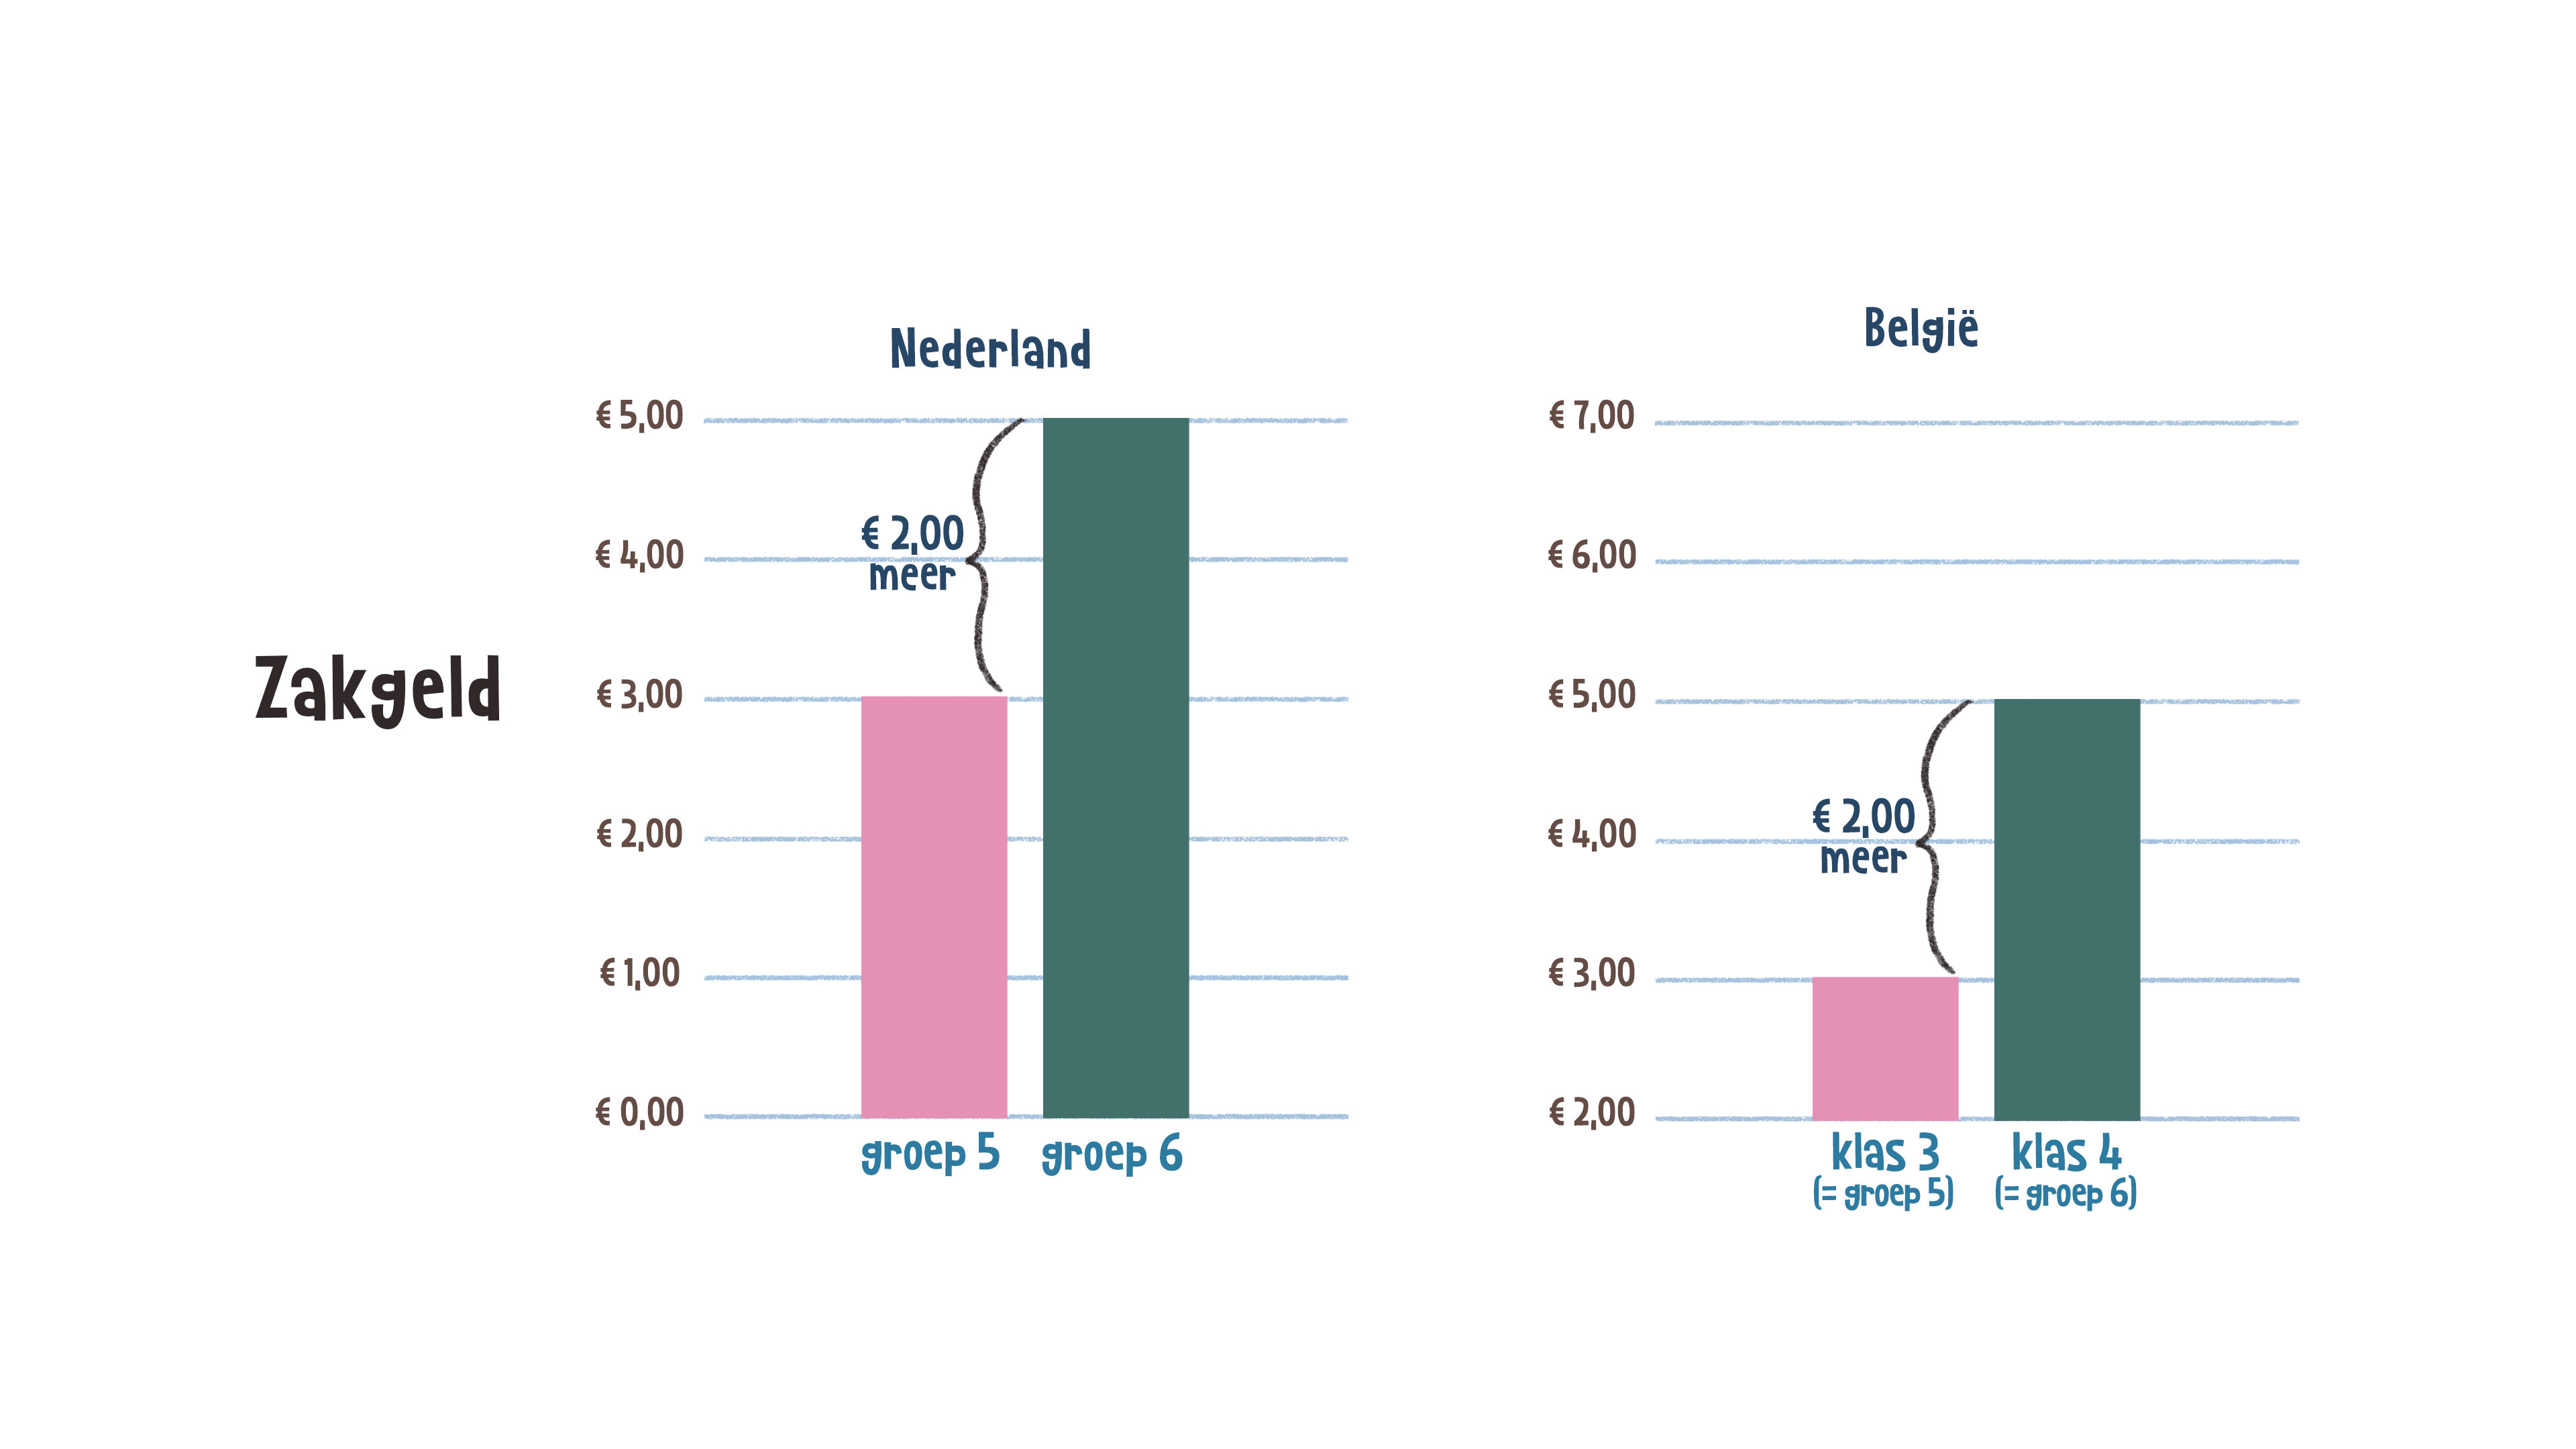 Zakgeld
Nederland
€ 5,00
€ 4,00
€ 3,00
€ 2,00
€ 1,00
€ 0,00
€ 2,00
meer
groep 5
groep 6
België
€ 7,00
€ 6,00
€ 5,00
€ 4,00
€ 3,00
€ 2,00
€ 2,00
meer
klas 3
(= groep 5)
klas 4
(= groep 6)